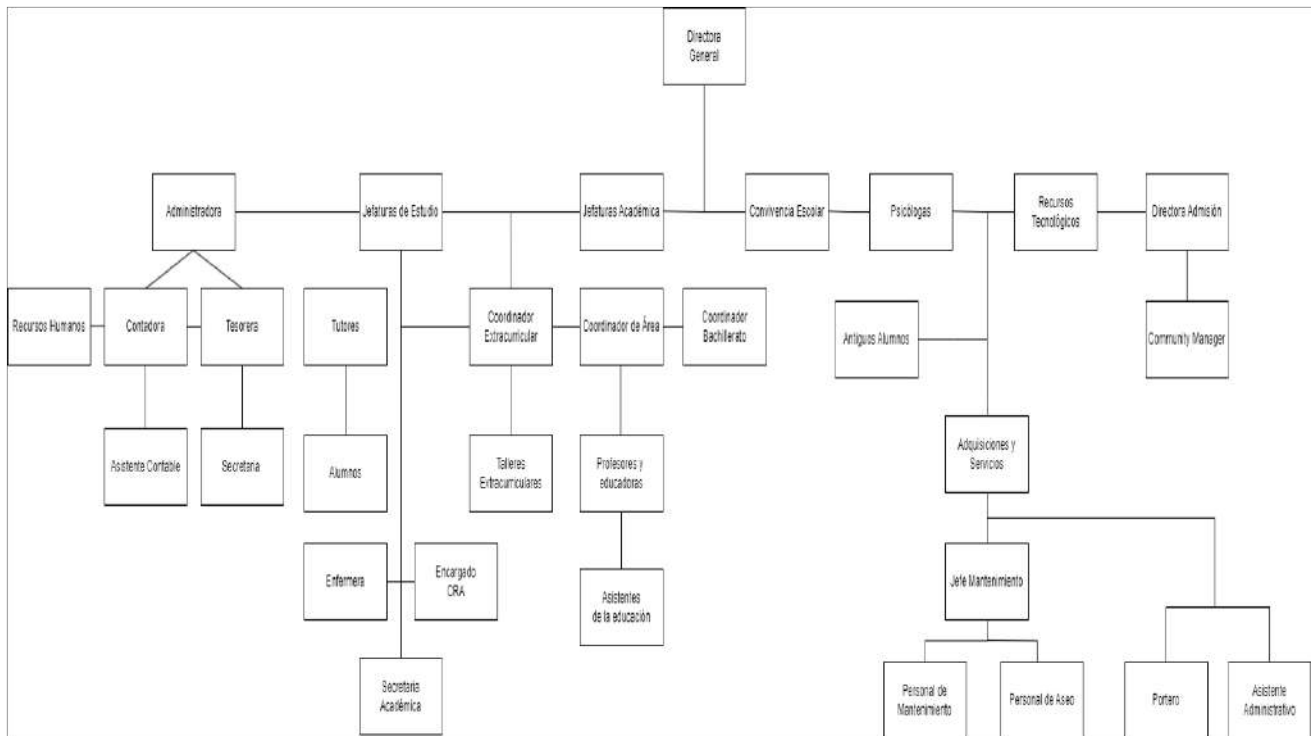 Directora
General
Administradora
Jefaturas de Estudio
Jefaturas Académica
Convivencia Escolar
Psicólogas
Recursos
Tecnológicos
Directora Admisión
Recursos Humanos
Contadora
Tesorera
Tutores
Coordinador
Extracurricular
Coordinador de Área
Coordinador
Bachillerato
Antiguos Alumnos
Community Manager
Asistente Contable
Secretaria
Alumnos
Talleres
Extracurriculares
Profesores y
educadoras
Adquisiciones y
Servicios
Enfermera
Encargado
CRA
Asistentes
de la educación
Jefe Mantenimiento
Secretaria
Académica
Personal de
Mantenimiento
Personal de Aseo
Portero
Asistente
Administrativo